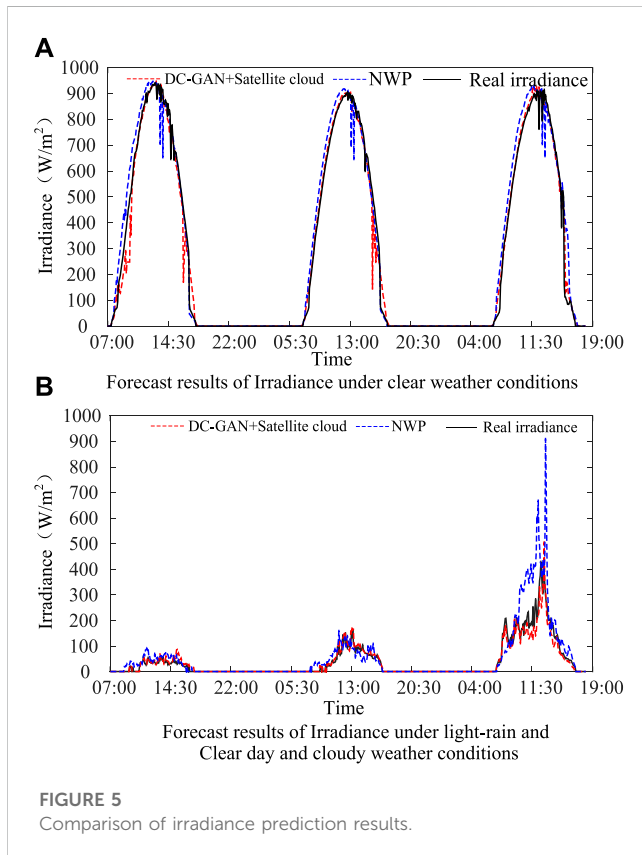 A
1000
900
800
700
600
500
400
300
200
100
0
Irradiance（W/m²）
DC-GAN+Satellite cloud NWP Real irradiance
07:00 14:30 22:00 05:30 13:00 20:30 04:00 11:30 19:00
Time
Forecast results of Irradiance under clear weather conditions
B
1000
900
800
700
600
500
400
300
200
100
0
Irradiance（W/m²）
DC-GAN+Satellite cloud NWP Real irradiance
07:00 14:30 22:00 05:30 13:00 20:30 04:00 11:30 19:00
Time
Forecast results of Irradiance under light-rain and
Clear day and cloudy weather conditions
FIGURE 5
Comparison of irradiance prediction results.